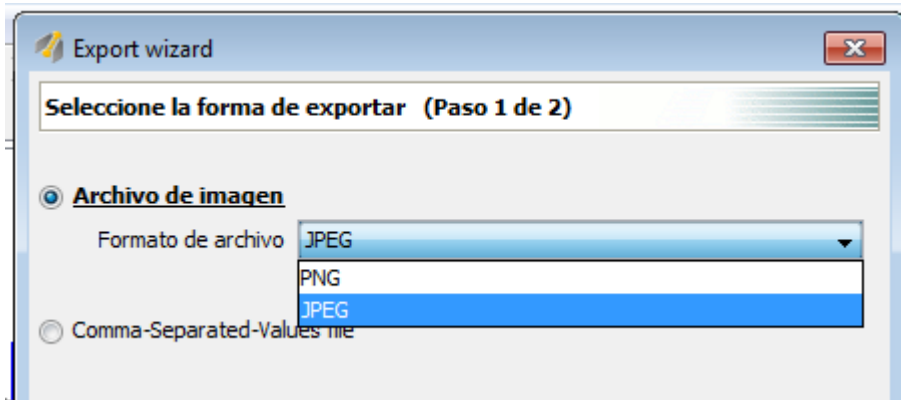 Export wizard
Seleccione la forma de exportar (Paso 1 de 2)
Archivo de imagen
Formato de archivo JPEG
PNG
JPEG
Comma-Separated-Values file